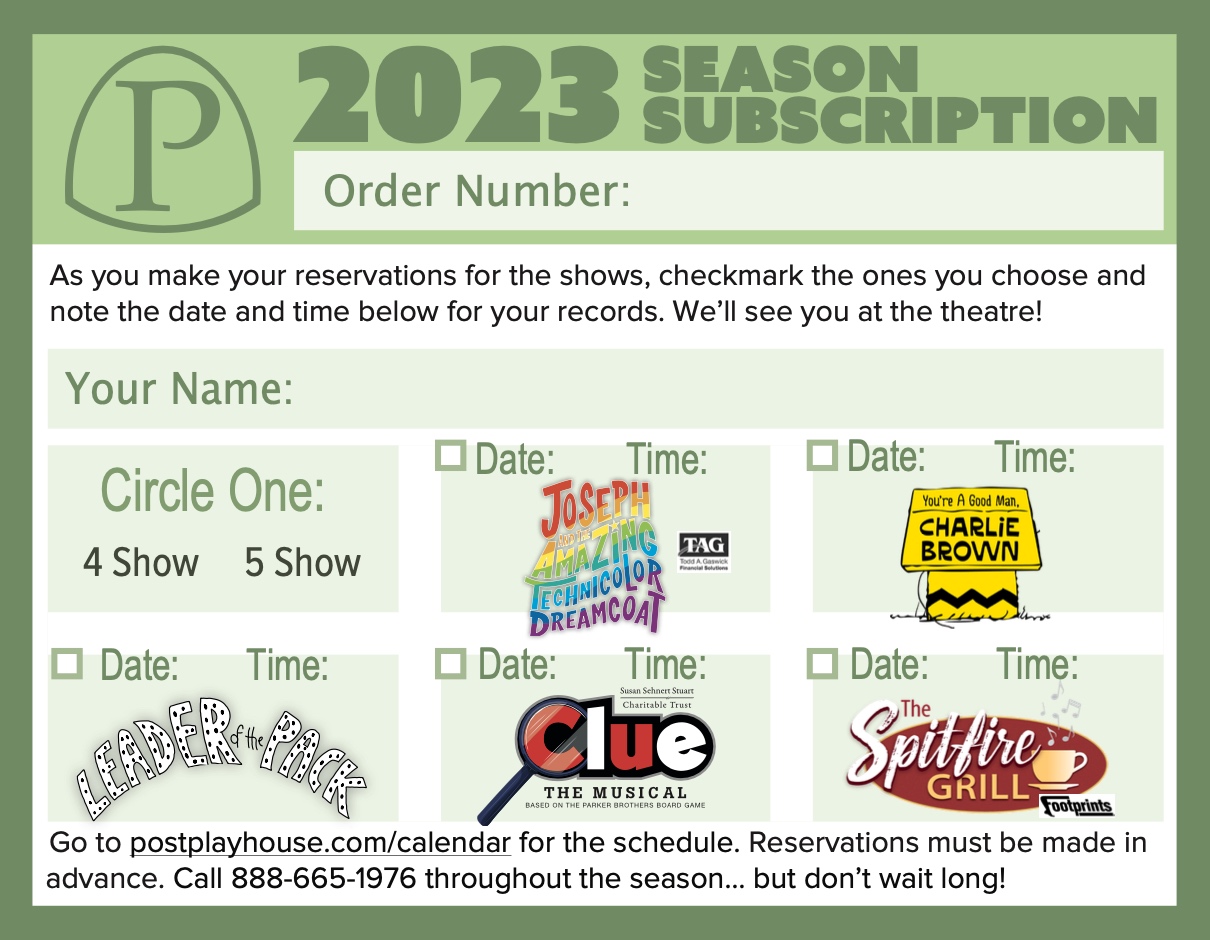 P
2023 SEASON
SUBSCRIPTION
Order Number:
As you make your reservations for the shows, checkmark the ones you choose and
note the date and time below for your records. We’ll see you at the theatre!
Your Name:
Circle One:
4 Show 5 Show
Date: Time:
JOSEPH
AND THE
AMAZING
TECHNICOLOR
DREAMCOAT
TAG
Todd A. Gaswick
Financial Solutions
Date: Time:
You're A Good Man,
CHARLIE
BROWN
Date: Time:
LEADER of the PACK
Date: Time:
Susan Sehnert Stuart
Charitable Trust
Clue
THE MUSICAL
BASED ON THE PARKER BROTHERS BOARD GAME
Date: Time:
The
Spitfire
GRILL
Footprints
Go to postplayhouse.com/calendar for the schedule. Reservations must be made in
advance. Call 888-665-1976 throughout the season... but don’t wait long!